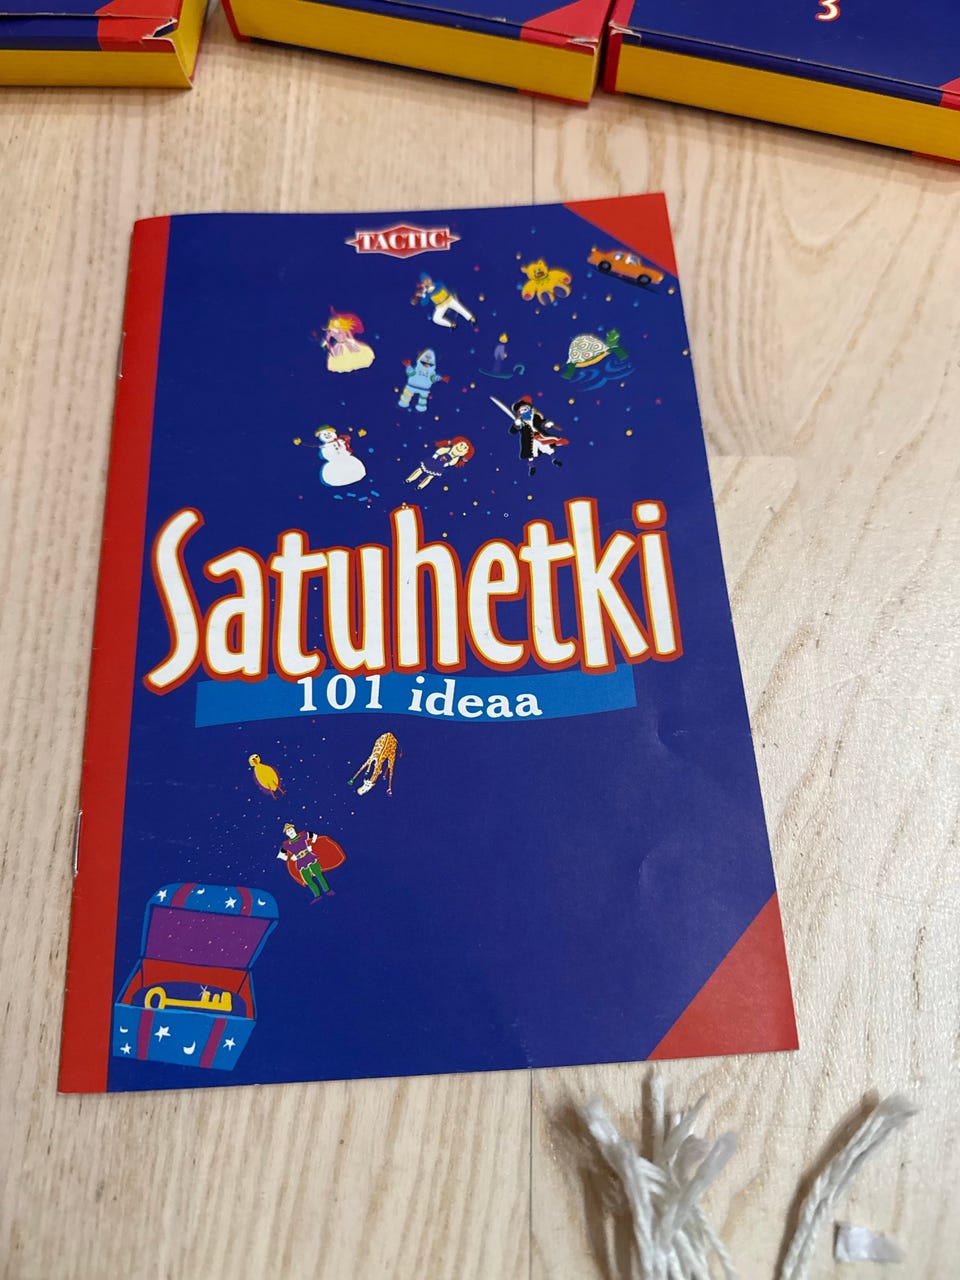 3
TACTIC
Satuhetki
101 ideaa